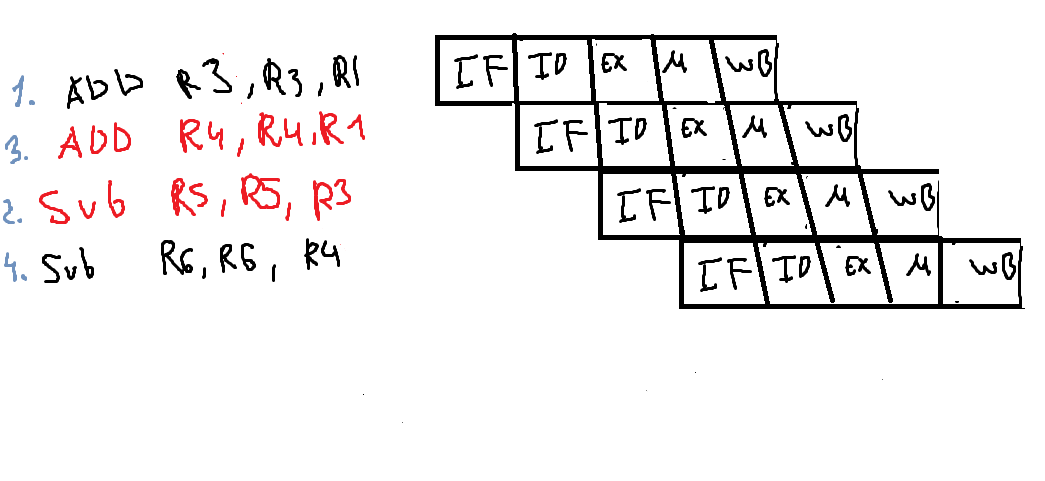 1. ADD R3, R3, R1 IF ID EX M WB
3. ADD R4, R4, R1 IF ID EX M WB
2. Sub R5, R5, R3 IF ID EX M WB
4. Sub R6, R6, R4 IF ID EX M WB